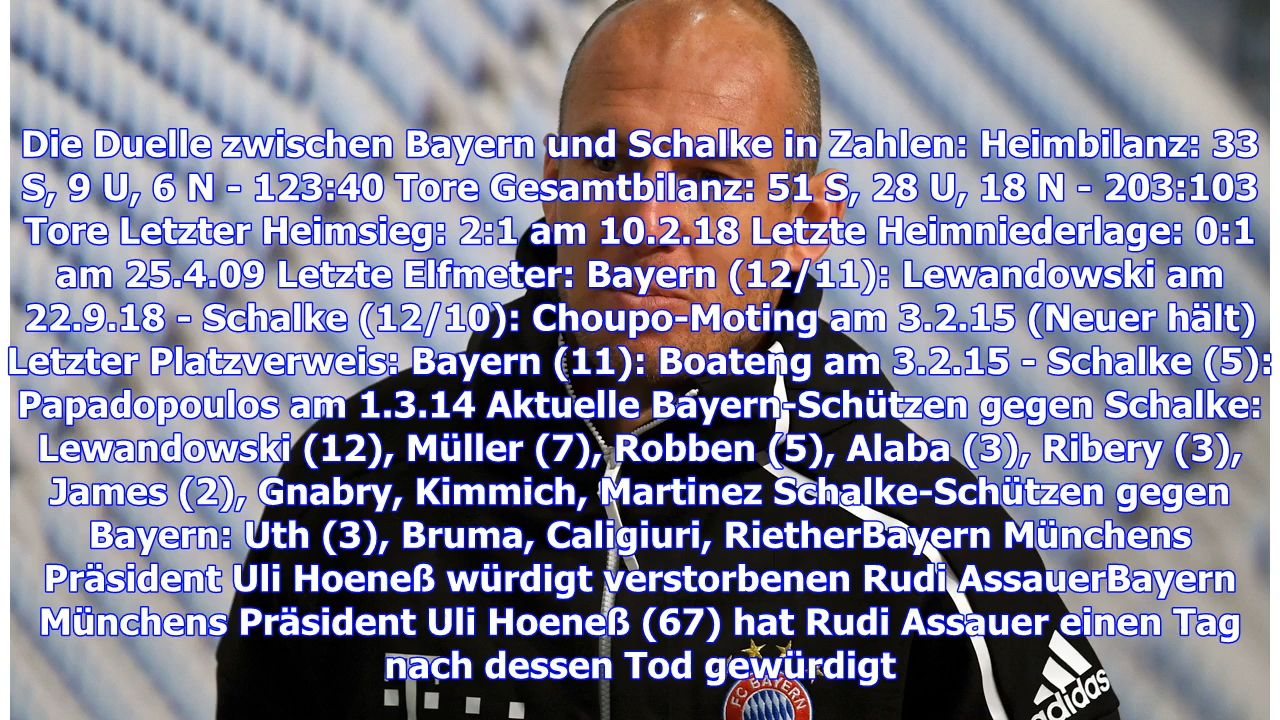 Die Duelle zwischen Bayern und Schalke in Zahlen: Heimbilanz: 33
S, 9 U, 6 N - 123:40 Tore Gesamtbilanz: 51 S, 28 U, 18 N - 203:103
Tore Letzter Heimsieg: 2:1 am 10.2.18 Letzte Heimniederlage: 0:1
am 25.4.09 Letzte Elfmeter: Bayern (12/11): Lewandowski am
22.9.18 - Schalke (12/10): Choupo-Moting am 3.2.15 (Neuer hält)
Letzter Platzverweis: Bayern (11): Boateng am 3.2.15 - Schalke (5):
Papadopoulos am 1.3.14 Aktuelle Bayern-Schützen gegen Schalke:
Lewandowski (12), Müller (7), Robben (5), Alaba (3), Ribery (3),
James (2), Gnabry, Kimmich, Martinez Schalke-Schützen gegen
Bayern: Uth (3), Bruma, Caligiuri, RietherBayern Münchens
Präsident Uli Hoeneß würdigt verstorbenen Rudi AssauerBayern
Münchens Präsident Uli Hoeneß (67) hat Rudi Assauer einen Tag
nach dessen Tod gewürdigt
FC BAYERN
adidas